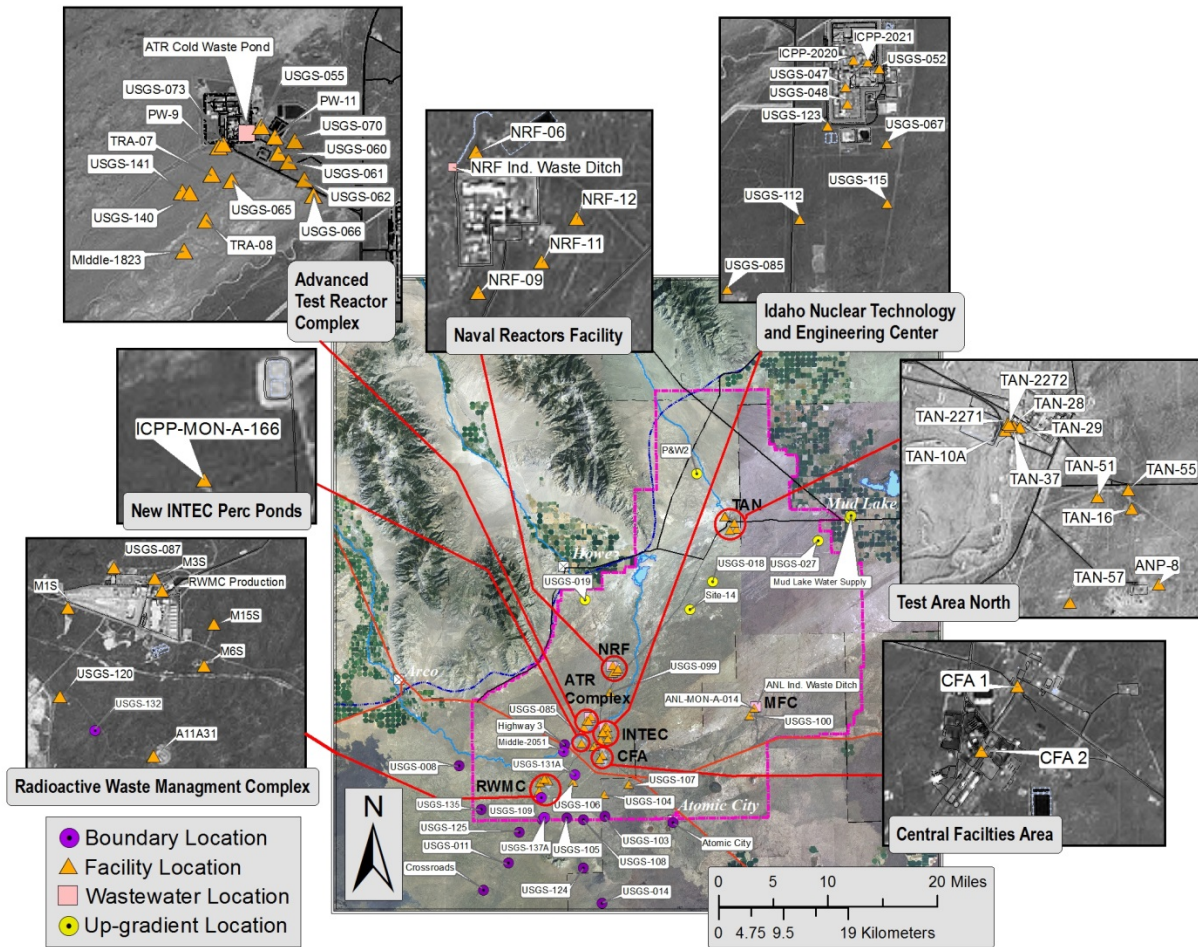 ATR Cold Waste Pond
USGS-055
USGS-073
PW-11
PW-9
USGS-070
TRA-07
USGS-060
USGS-141
USGS-061
USGS-062
USGS-140
USGS-065
USGS-066
TRA-08
MIddle-1823
Advanced
Test Reactor
Complex
NRF-06
NRF Ind. Waste Ditch
NRF-12
NRF-11
NRF-09
Naval Reactors Facility
ICPP-2021
ICPP-2020
USGS-052
USGS-047
USGS-048
USGS-123
USGS-067
USGS-115
USGS-112
USGS-085
Idaho Nuclear Technology
and Engineering Center
ICPP-MON-A-166
New INTEC Perc Ponds
TAN-2272
TAN-28
TAN-2271
TAN-29
TAN-10A
TAN-37
TAN-51
TAN-55
TAN-16
TAN-57
ANP-8
Test Area North
USGS-087
M3S
RWMC Production
M1S
M15S
M6S
USGS-120
USGS-132
A11A31
Radioactive Waste Managment Complex
CFA 1
CFA 2
Central Facilties Area
P&W2
TAN
Mud Lake
Howe
USGS-018
USGS-027
Mud Lake Water Supply
USGS-019
Site-14
NRF
USGS-099
ATR
Complex
Arco
ANL Ind. Waste Ditch
ANL-MON-A-014
MFC
USGS-085
USGS-100
Highway 3
INTEC
Middle-2051
CFA
USGS-008
USGS-131A
RWMC
USGS-107
USGS-135
USGS-109
USGS-106
USGS-104
Atomic City
USGS-125
USGS-103
Atomic City
USGS-011
USGS-137A
USGS-105
USGS-108
Crossroads
USGS-124
USGS-014
N
Boundary Location
Facility Location
Wastewater Location
Up-gradient Location
0 5 10 20 Miles
0 4.75 9.5 19 Kilometers